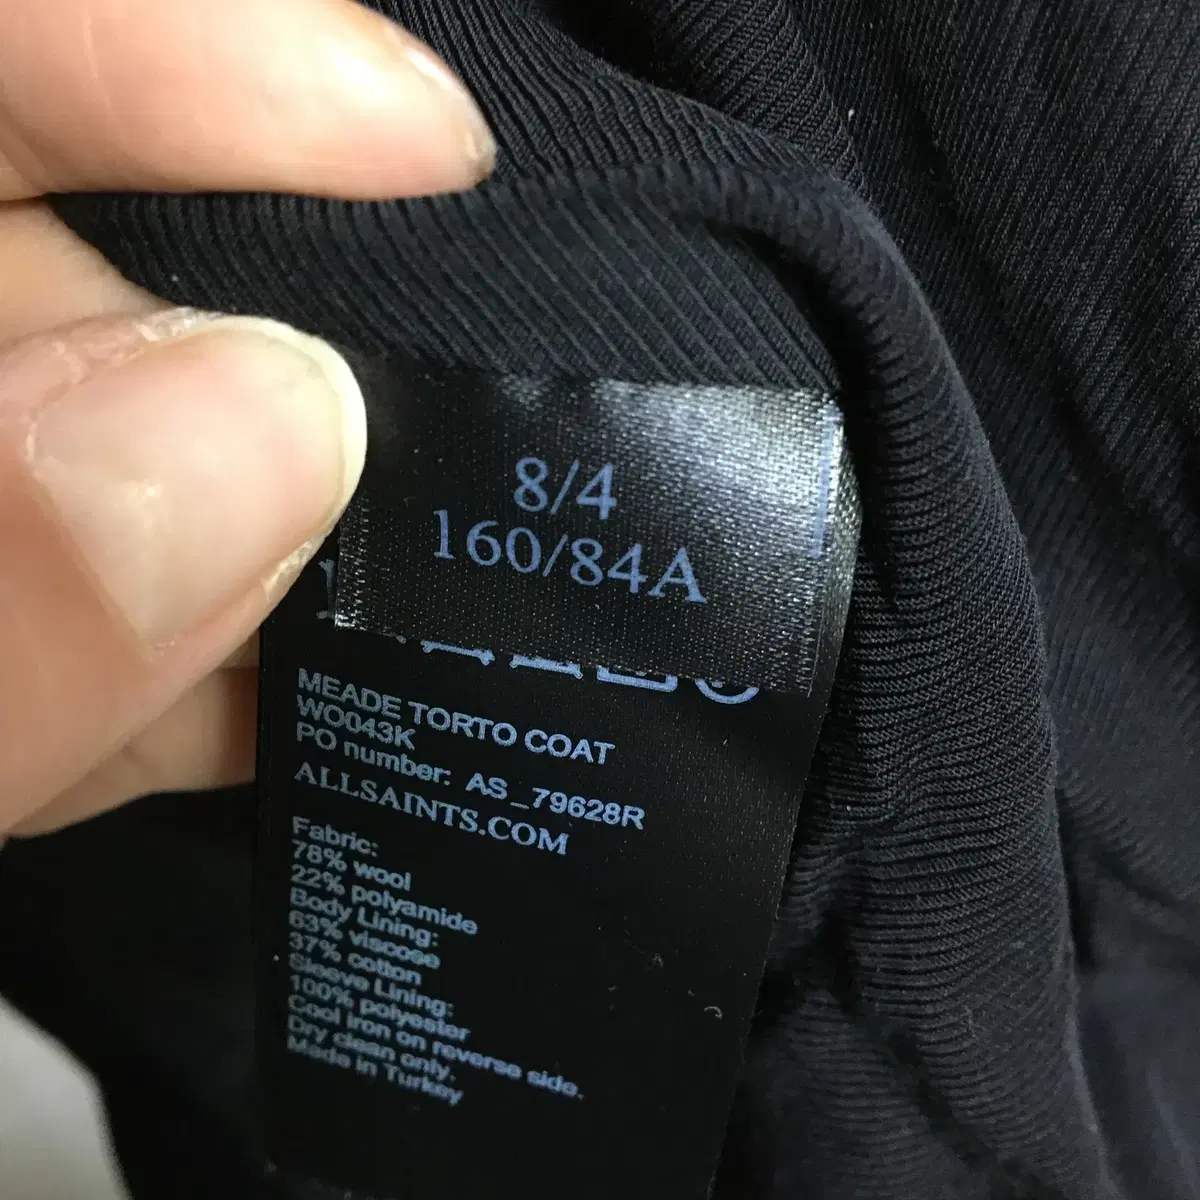 8/4
160/84A
MEADE TORTO COAT
WO043K
PO number: AS_79628R
ALLSAINTS.COM
Fabric:
78% wool
22% polyamide
Body Lining:
63% viscose
37% cotton
Sleeve Lining:
100% polyester
Cool iron on reverse side.
Dry clean only.
Made in Turkey